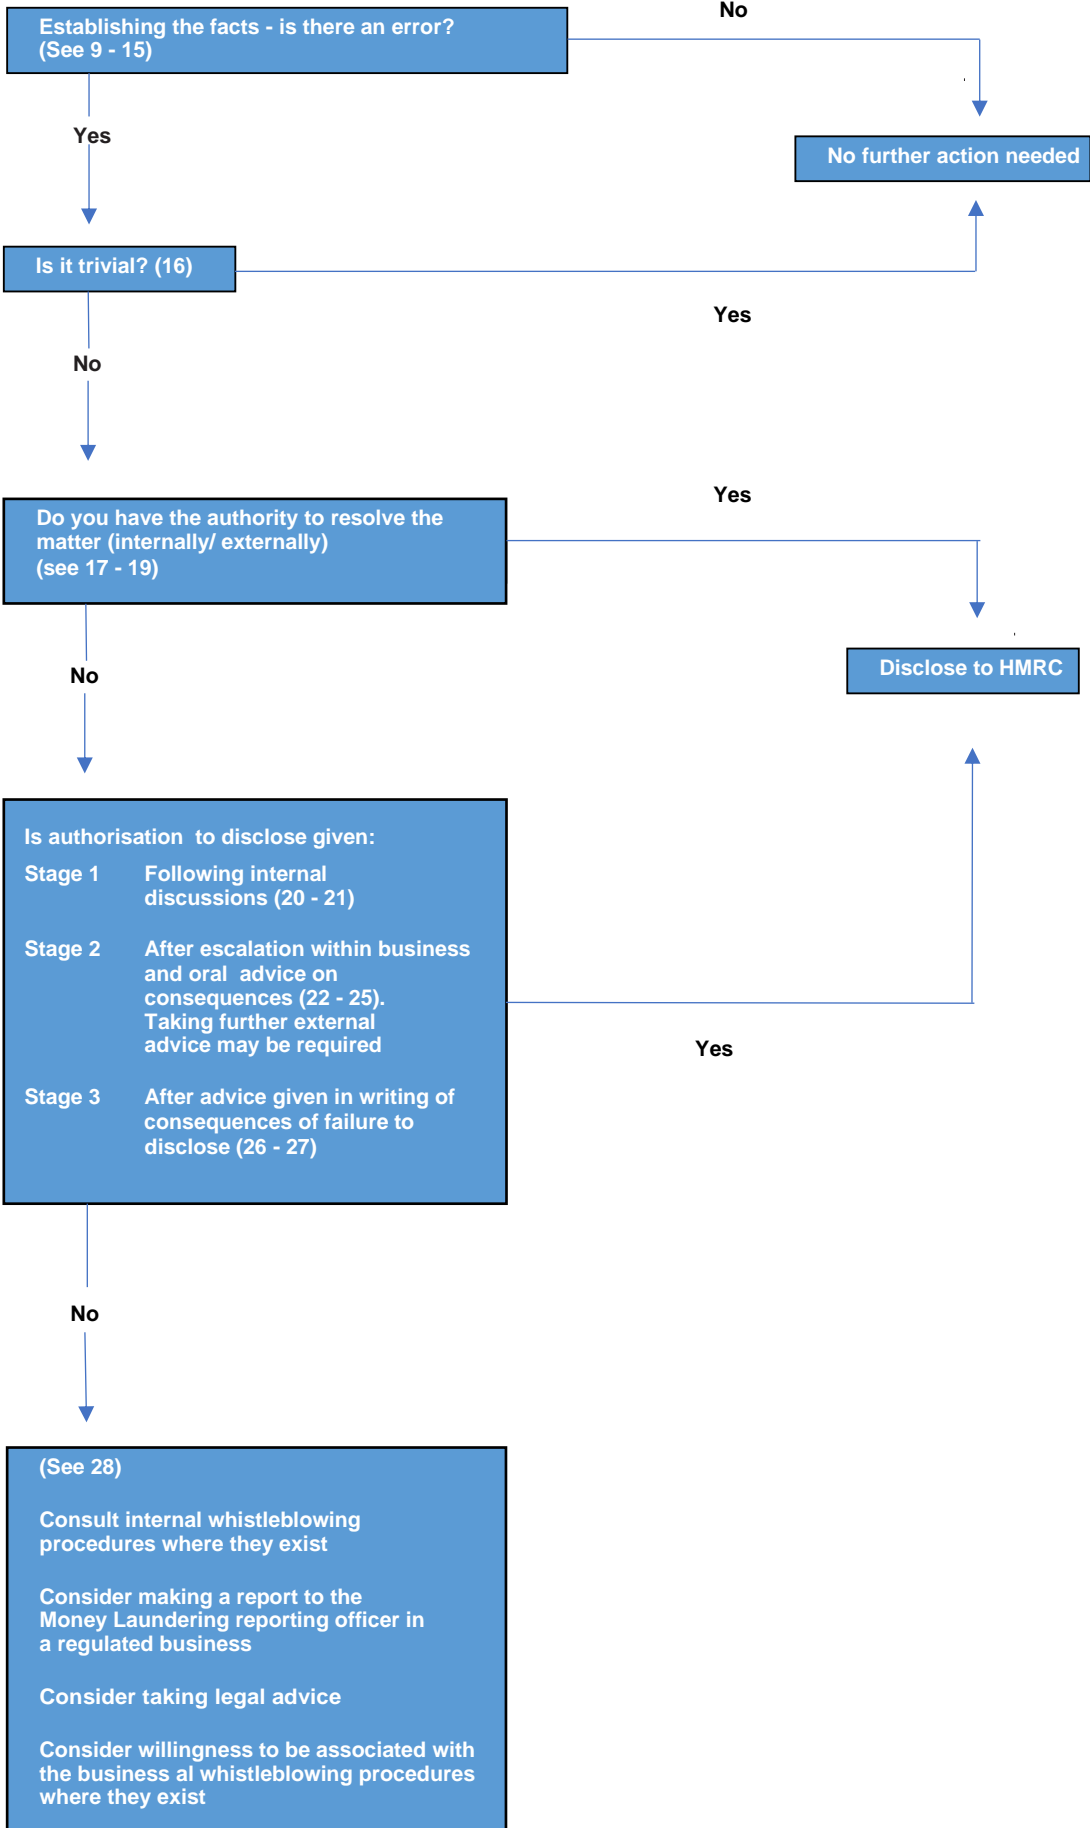 No
Establishing the facts - is there an error?
(See 9 - 15)
Yes
No further action needed
Is it trivial? (16)
Yes
No
Yes
Do you have the authority to resolve the
matter (internally/ externally)
(see 17 - 19)
No
Disclose to HMRC
Is authorisation to disclose given:
Stage 1 Following internal
discussions (20 - 21)
Stage 2 After escalation within business
and oral advice on
consequences (22 - 25).
Taking further external
advice may be required
Yes
Stage 3 After advice given in writing of
consequences of failure to
disclose (26 - 27)
No
(See 28)
Consult internal whistleblowing
procedures where they exist
Consider making a report to the
Money Laundering reporting officer in
a regulated business
Consider taking legal advice
Consider willingness to be associated with
the business al whistleblowing procedures
where they exist